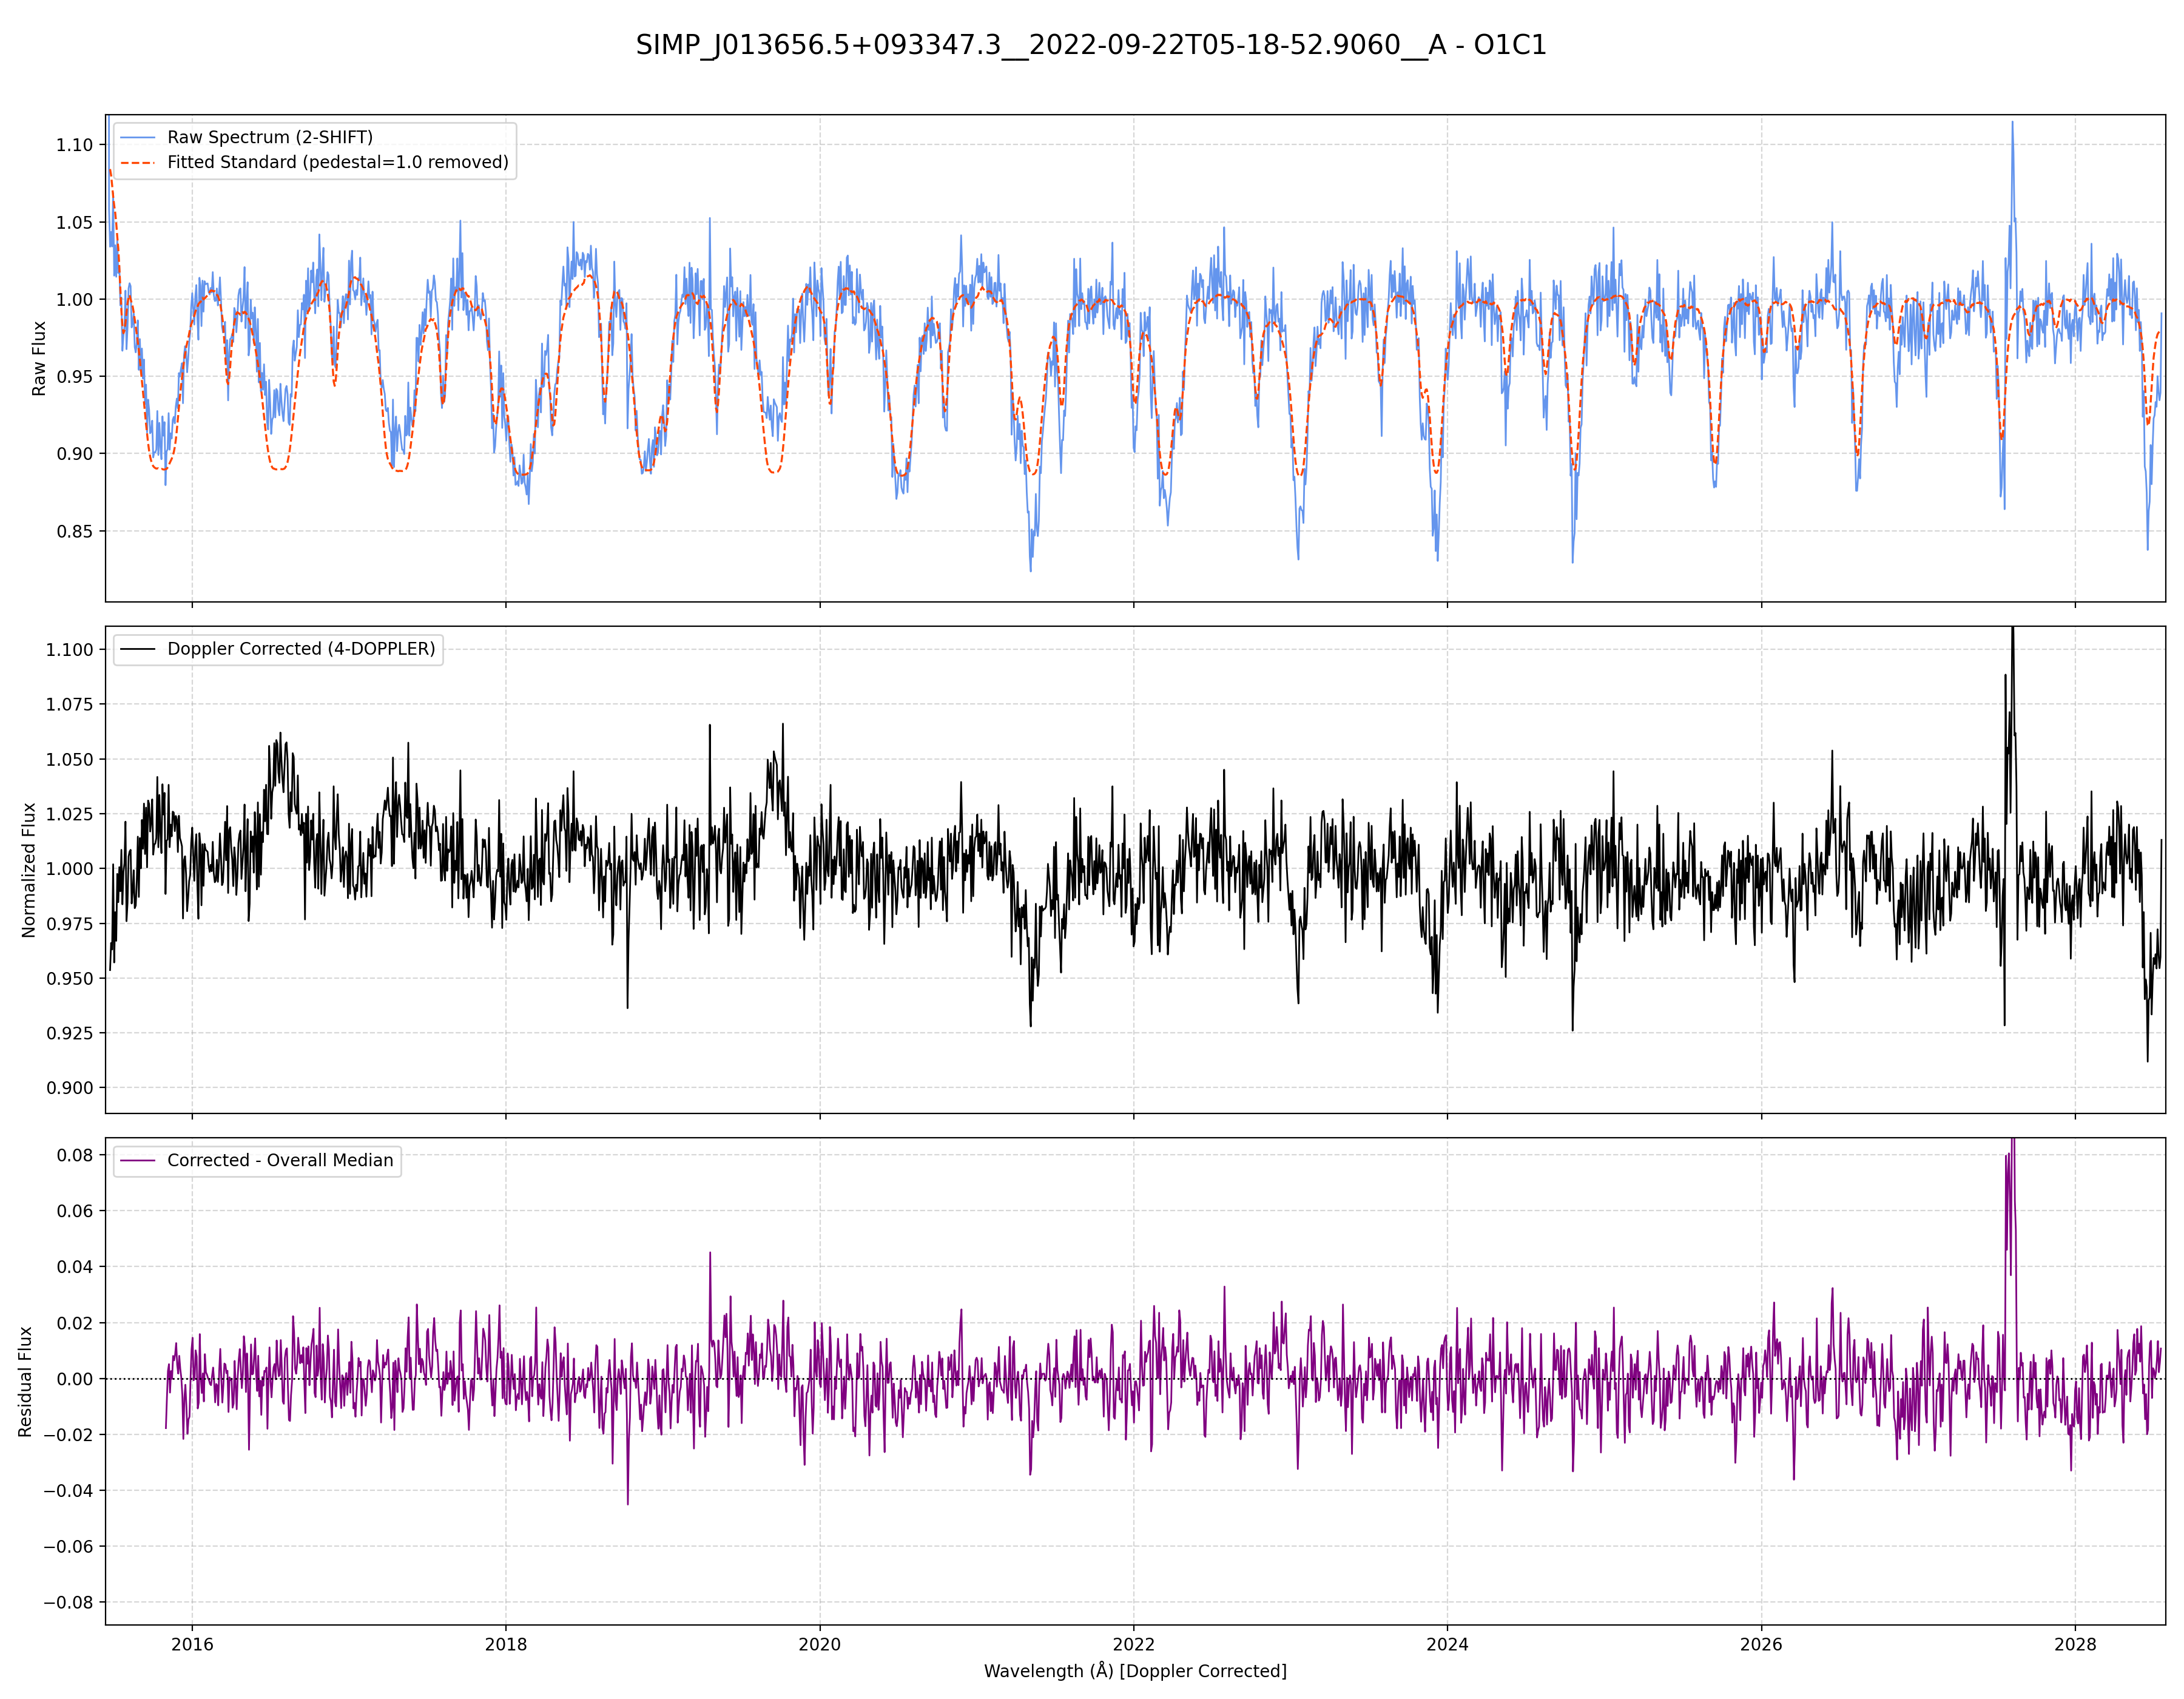 SIMP_J013656.5+093347.3__2022-09-22T05-18-52.9060__A - O1C1
Raw Spectrum (2-SHIFT)
Fitted Standard (pedestal=1.0 removed)
Raw Flux
1.10
1.05
1.00
0.95
0.90
0.85
Doppler Corrected (4-DOPPLER)
Normalized Flux
1.100
1.075
1.050
1.025
1.000
0.975
0.950
0.925
0.900
Corrected - Overall Median
Residual Flux
0.08
0.06
0.04
0.02
0.00
−0.02
−0.04
−0.06
−0.08
2016 2018 2020 2022 2024 2026 2028
Wavelength (Å) [Doppler Corrected]